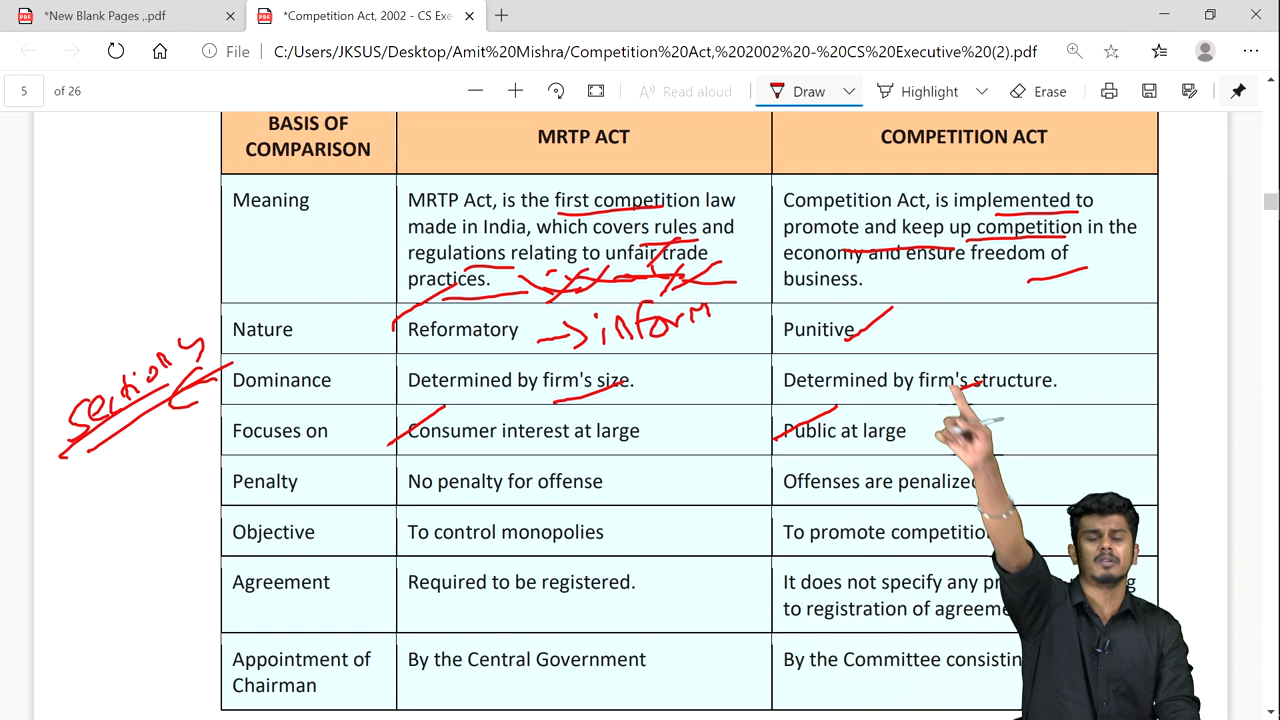 *New Blank Pages ,.pdf
*Competition Act, 2002 - CS Exe
File
C:/Users/JKSUS/Desktop/Amit%20Mishra/Competition%20Act,%202002%20-%20CS%20Executive%20(2).pdf
5 of 26
Read aloud
Draw
Highlight
Erase
BASIS OF
COMPARISON
MRTP ACT
COMPETITION ACT
Meaning
MRTP Act, is the first competition law
made in India, which covers rules and
regulations relating to unfair trade
practices.
Competition Act, is implemented to
promote and keep up competition in the
economy and ensure freedom of
business.
Nature
Reformatory
→ inform
Punitive
section 4
Dominance
Determined by firm's size.
Determined by firm's structure.
Focuses on
Consumer interest at large
Public at large
Penalty
No penalty for offense
Offenses are penalized
Objective
To control monopolies
To promote competitio
Agreement
Required to be registered.
It does not specify any pr
to registration of agreeme
Appointment of
Chairman
By the Central Government
By the Committee consistin